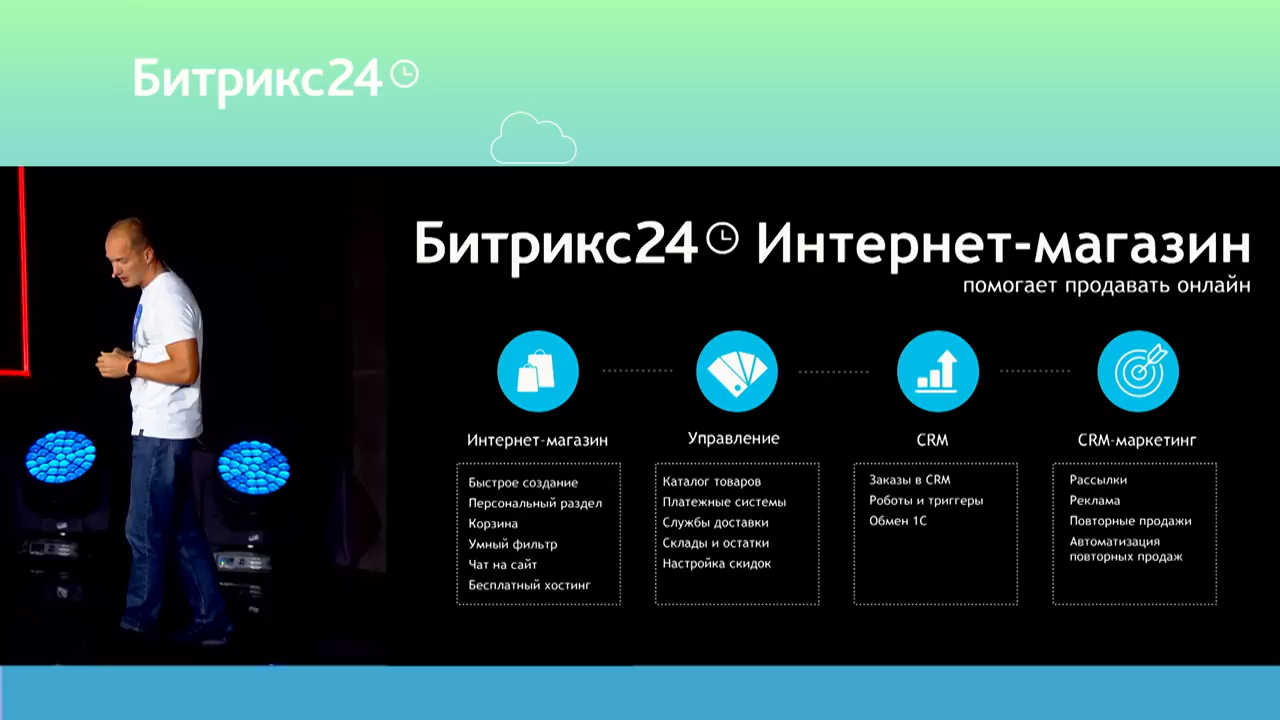 Битрикс24
Битрикс24 Интернет-магазин
помогает продавать онлайн
Интернет-магазин
Быстрое создание
Персональный раздел
Корзина
Умный фильтр
Чат на сайт
Бесплатный хостинг
Управление
Каталог товаров
Платежные системы
Службы доставки
Склады и остатки
Настройка скидок
CRM
Заказы в CRM
Роботы и триггеры
Обмен 1С
CRM-маркетинг
Рассылки
Реклама
Повторные продажи
Автоматизация
повторных продаж